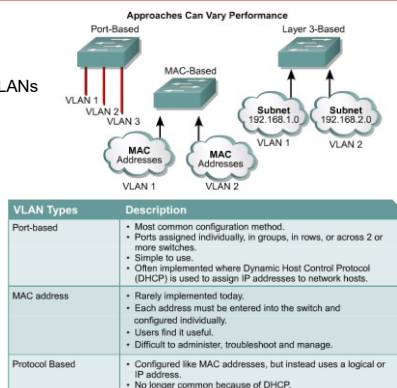 Approaches Can Vary Performance
Port-Based
Layer 3-Based
MAC-Based
LANs
VLAN 1
VLAN 2
VLAN 3
Subnet
192.168.1.0
Subnet
192.168.2.0
VLAN 1
VLAN 2
MAC
Addresses
MAC
Addresses
VLAN 1
VLAN 2
VLAN Types
Description
Port-based
• Most common configuration method.
• Ports assigned individually, in groups, in rows, or across 2 or
more switches.
• Simple to use.
• Often implemented where Dynamic Host Control Protocol
(DHCP) is used to assign IP addresses to network hosts.
MAC address
• Rarely implemented today.
• Each address must be entered into the switch and
configured individually.
• Users find it useful.
• Difficult to administer, troubleshoot and manage.
Protocol Based
• Configured like MAC addresses, but instead uses a logical or
IP address.
• No longer common because of DHCP.